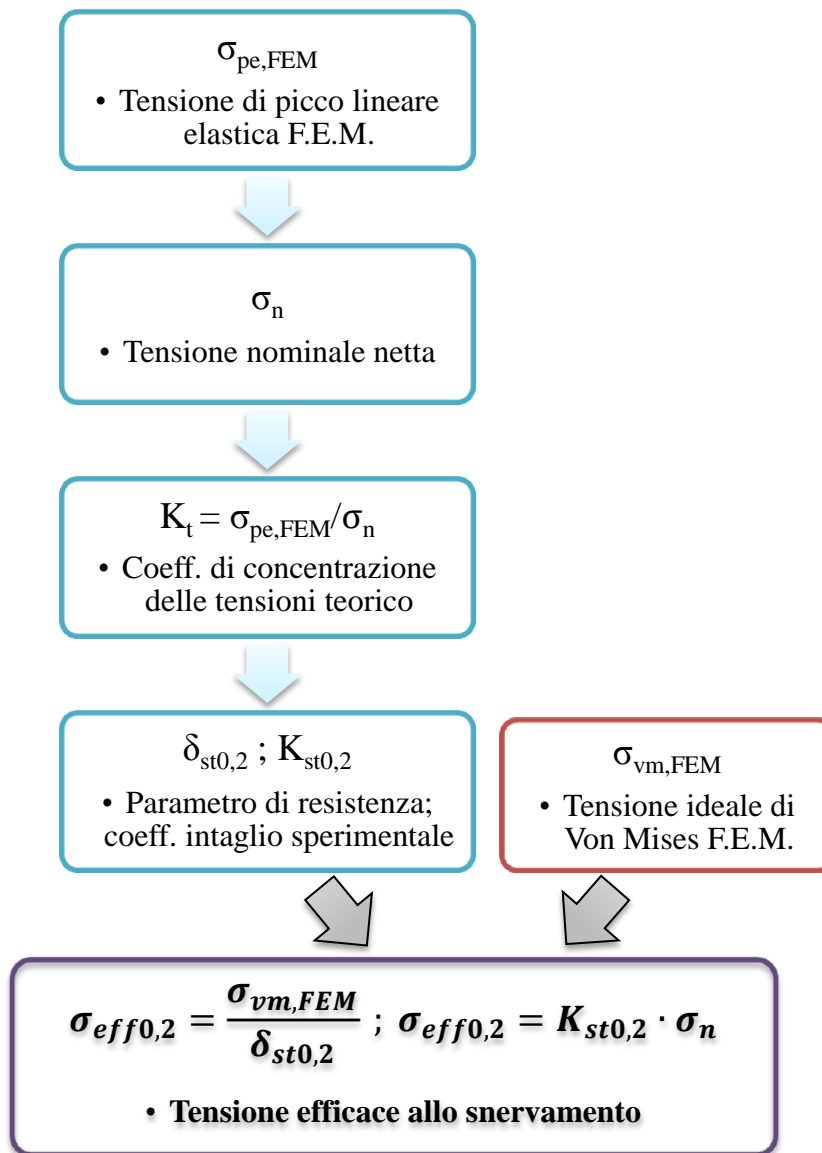 σpe,FEM
• Tensione di picco lineare
elastica F.E.M.
σn
• Tensione nominale netta
Kt = σpe,FEM/σn
• Coeff. di concentrazione
delle tensioni teorico
δst0,2 ; Kst0,2
• Parametro di resistenza;
coeff. intaglio sperimentale
σvm,FEM
• Tensione ideale di
Von Mises F.E.M.
σeff0,2 = σvm,FEM / δst0,2 ; σeff0,2 = Kst0,2 · σn
• Tensione efficace allo snervamento